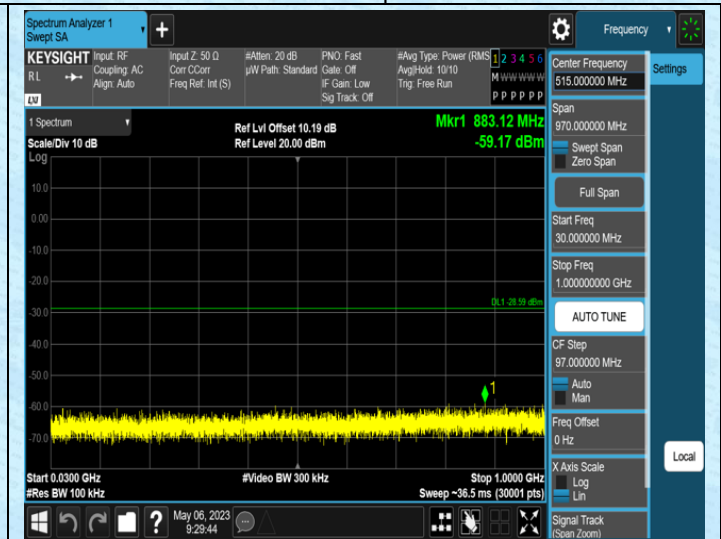 Spectrum Analyzer 1
Swept SA
+
Frequency
KEYSIGHT
RL
Input: RF
Coupling: AC
Align: Auto
Input Z: 50 Ω
Corr CCorr
Freq Ref: Int (S)
#Atten: 20 dB
µW Path: Standard
PNO: Fast
Gate: Off
IF Gain: Low
Sig Track: Off
#Avg Type: Power (RMS
Avg|Hold: 10/10
Trig: Free Run
1 2 3 4 5 6
M W W W W W
P P P P P P
LXI
1 Spectrum
Scale/Div 10 dB
Log
Ref Lvl Offset 10.19 dB
Ref Level 20.00 dBm
Mkr1 883.12 MHz
-59.17 dBm
10.0
0.00
-10.0
-20.0
-30.0
-40.0
-50.0
-60.0
-70.0
DL1 -28.59 dBm
1
Start 0.0300 GHz
#Res BW 100 kHz
#Video BW 300 kHz
Stop 1.0000 GHz
Sweep ~36.5 ms (30001 pts)
?
May 06, 2023
9:29:44
Center Frequency
515.000000 MHz
Span
970.000000 MHz
Swept Span
Zero Span
Full Span
Start Freq
30.000000 MHz
Stop Freq
1.000000000 GHz
AUTO TUNE
CF Step
97.000000 MHz
Auto
Man
Freq Offset
0 Hz
X Axis Scale
Log
Lin
Signal Track
(Span Zoom)
Settings
Local